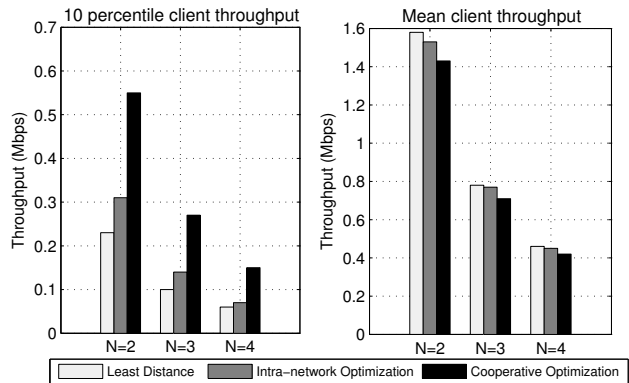 10 percentile client throughput
Throughput (Mbps)
0.7
0.6
0.5
0.4
0.3
0.2
0.1
0
N=2 N=3 N=4
Mean client throughput
Throughput (Mbps)
1.6
1.4
1.2
1
0.8
0.6
0.4
0.2
0
N=2 N=3 N=4
Least Distance Intra-network Optimization Cooperative Optimization